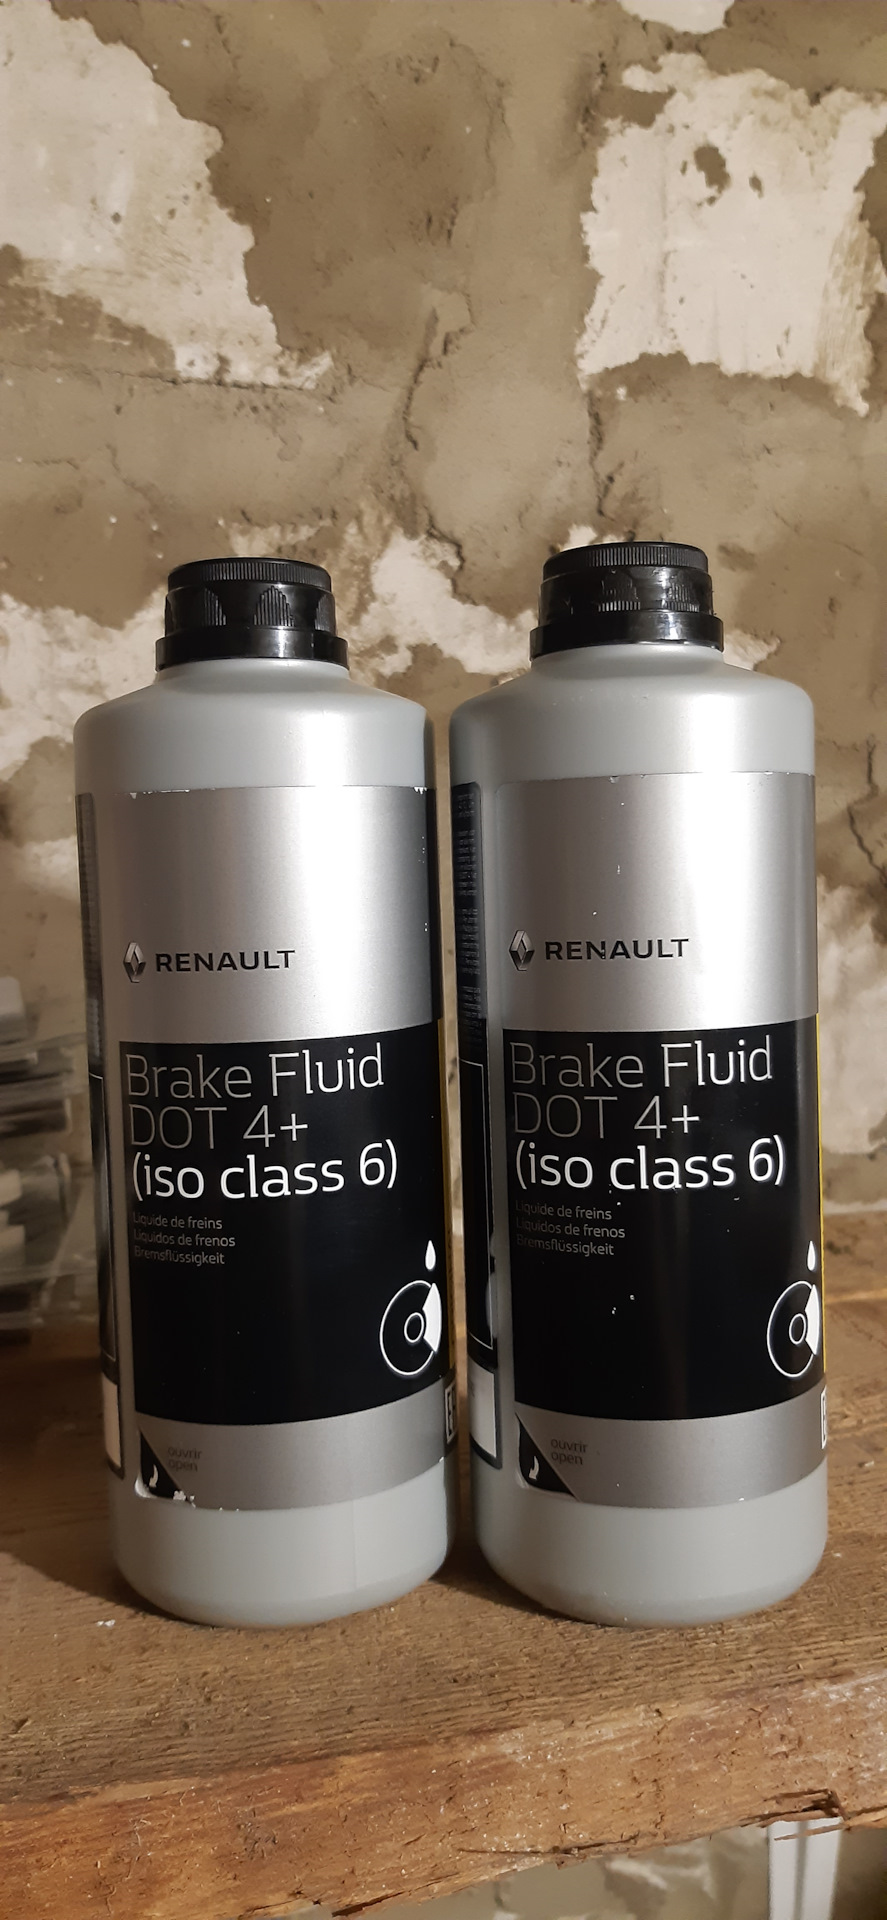 RENAULT
Brake Fluid
DOT 4+
(iso class 6)
Liquide de freins
Líquidos de frenos
Bremsflüssigkeit
ouvrir
open
RENAULT
Brake Fluid
DOT 4+
(iso class 6)
Liquide de freins
Líquidos de frenos
Bremsflüssigkeit
ouvrir
open